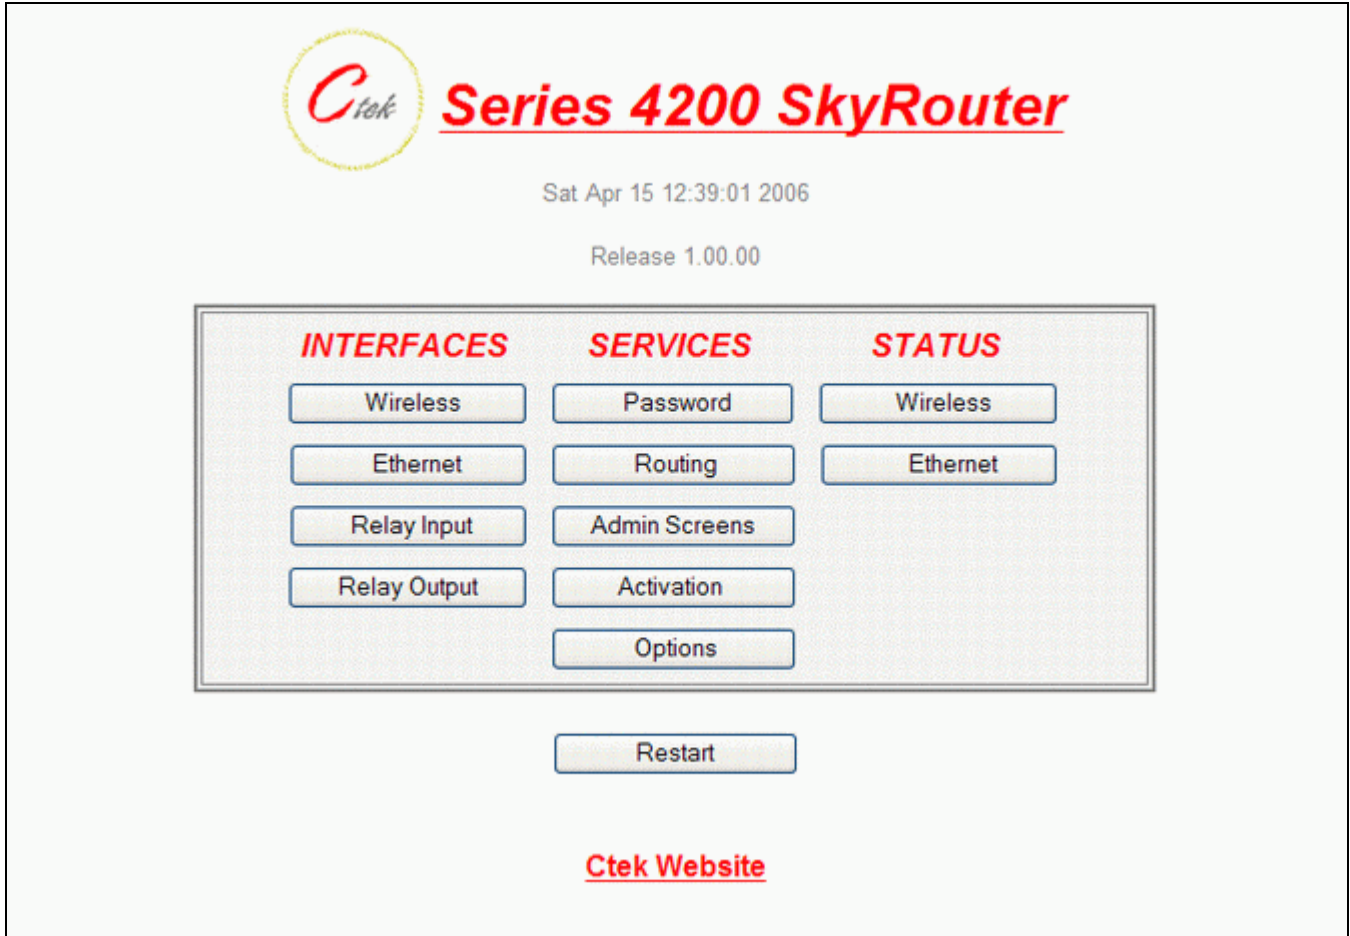 Ctek Series 4200 SkyRouter
Sat Apr 15 12:39:01 2006
Release 1.00.00
INTERFACES SERVICES STATUS
Wireless Password Wireless
Ethernet Routing Ethernet
Relay Input Admin Screens
Relay Output Activation
Options
Restart
Ctek Website